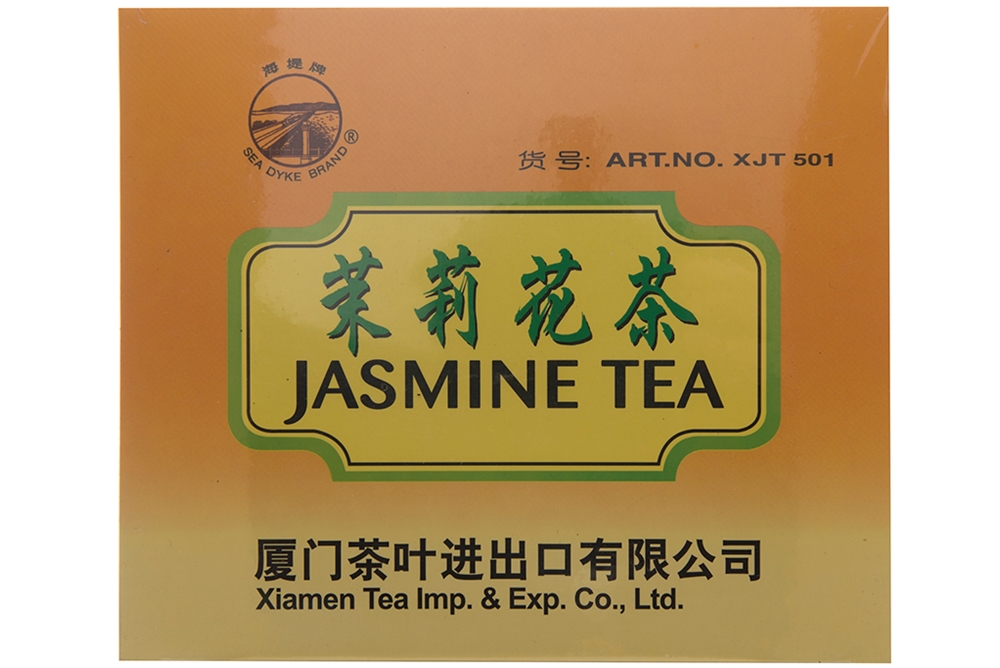 海堤牌
SEA DYKE BRAND®
货号: ART.NO. XJT 501
茉莉花茶
JASMINE TEA
厦门茶叶进出口有限公司
Xiamen Tea Imp. & Exp. Co., Ltd.